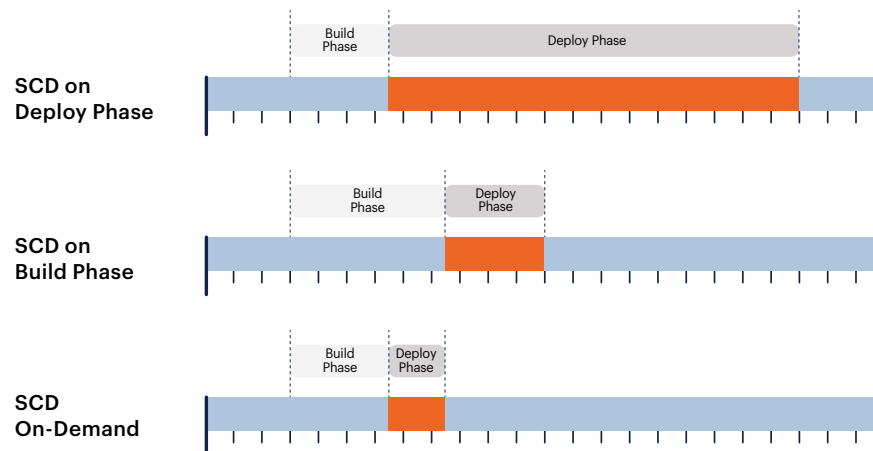 Build
Phase
Deploy Phase
SCD on
Deploy Phase
Build
Phase
Deploy
Phase
SCD on
Build Phase
Build
Phase
Deploy
Phase
SCD
On-Demand